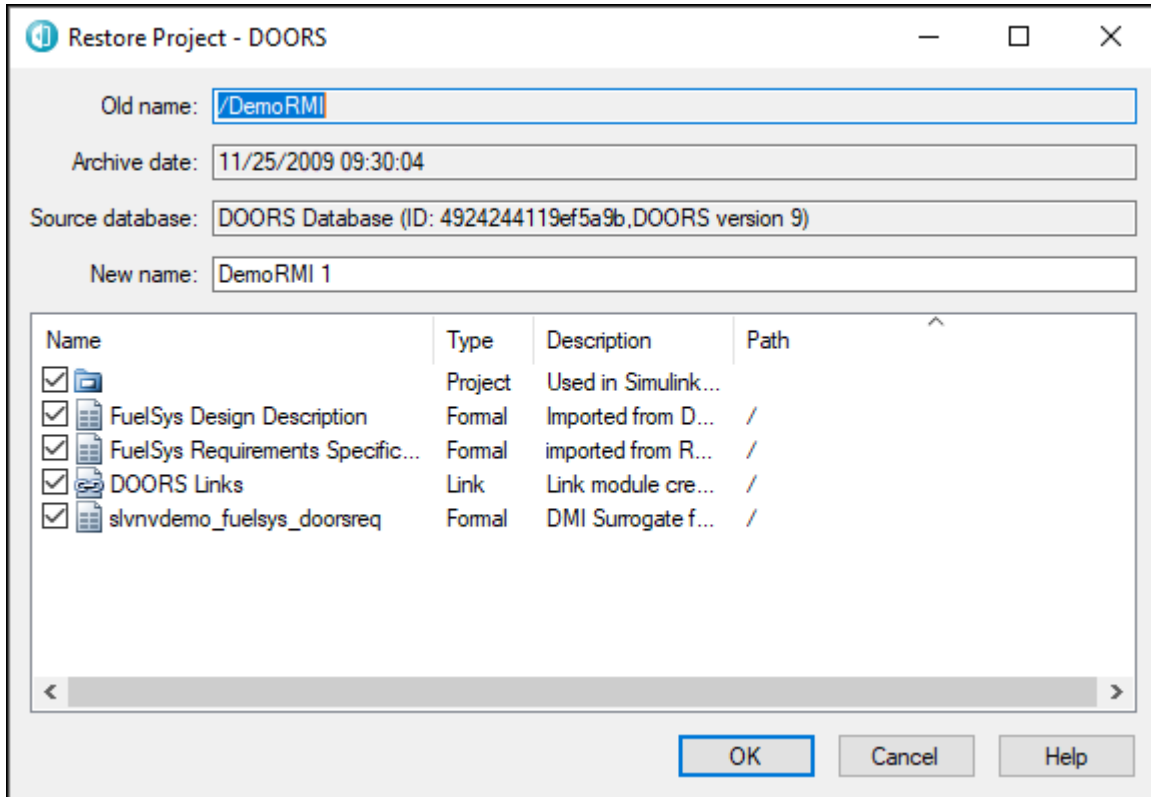 Restore Project - DOORS
Old name: /DemoRMI
Archive date: 11/25/2009 09:30:04
Source database: DOORS Database (ID: 4924244119ef5a9b,DOORS version 9)
New name: DemoRMI 1
Name Type Description Path
Project Used in Simulink...
FuelSys Design Description Formal Imported from D... /
FuelSys Requirements Specific... Formal imported from R... /
DOORS Links Link Link module cre... /
slvnvdemo_fuelsys_doorsreq Formal DMI Surrogate f... /
OK Cancel Help